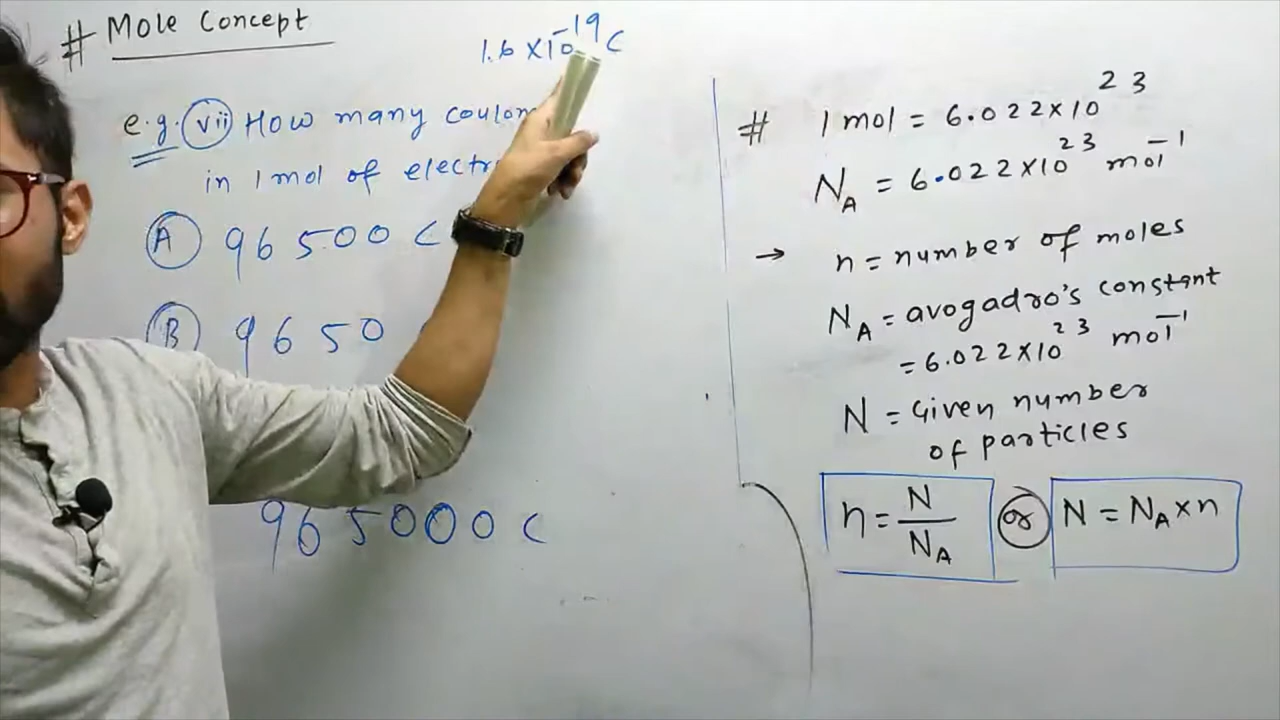 # Mole Concept
1.6 x 10⁻¹⁹ C
e.g. (vii) How many
in 1 mol of
(A) 96500 C
(B) 9650
965000 C
# 1 mol = 6.022 x 10²³
N_A = 6.022 x 10²³ mol⁻¹
→ n = number of moles
N_A = avogadro's constant
= 6.022 x 10²³ mol⁻¹
N = Given number
of particles
n = N/N_A (or) N = N_A x n